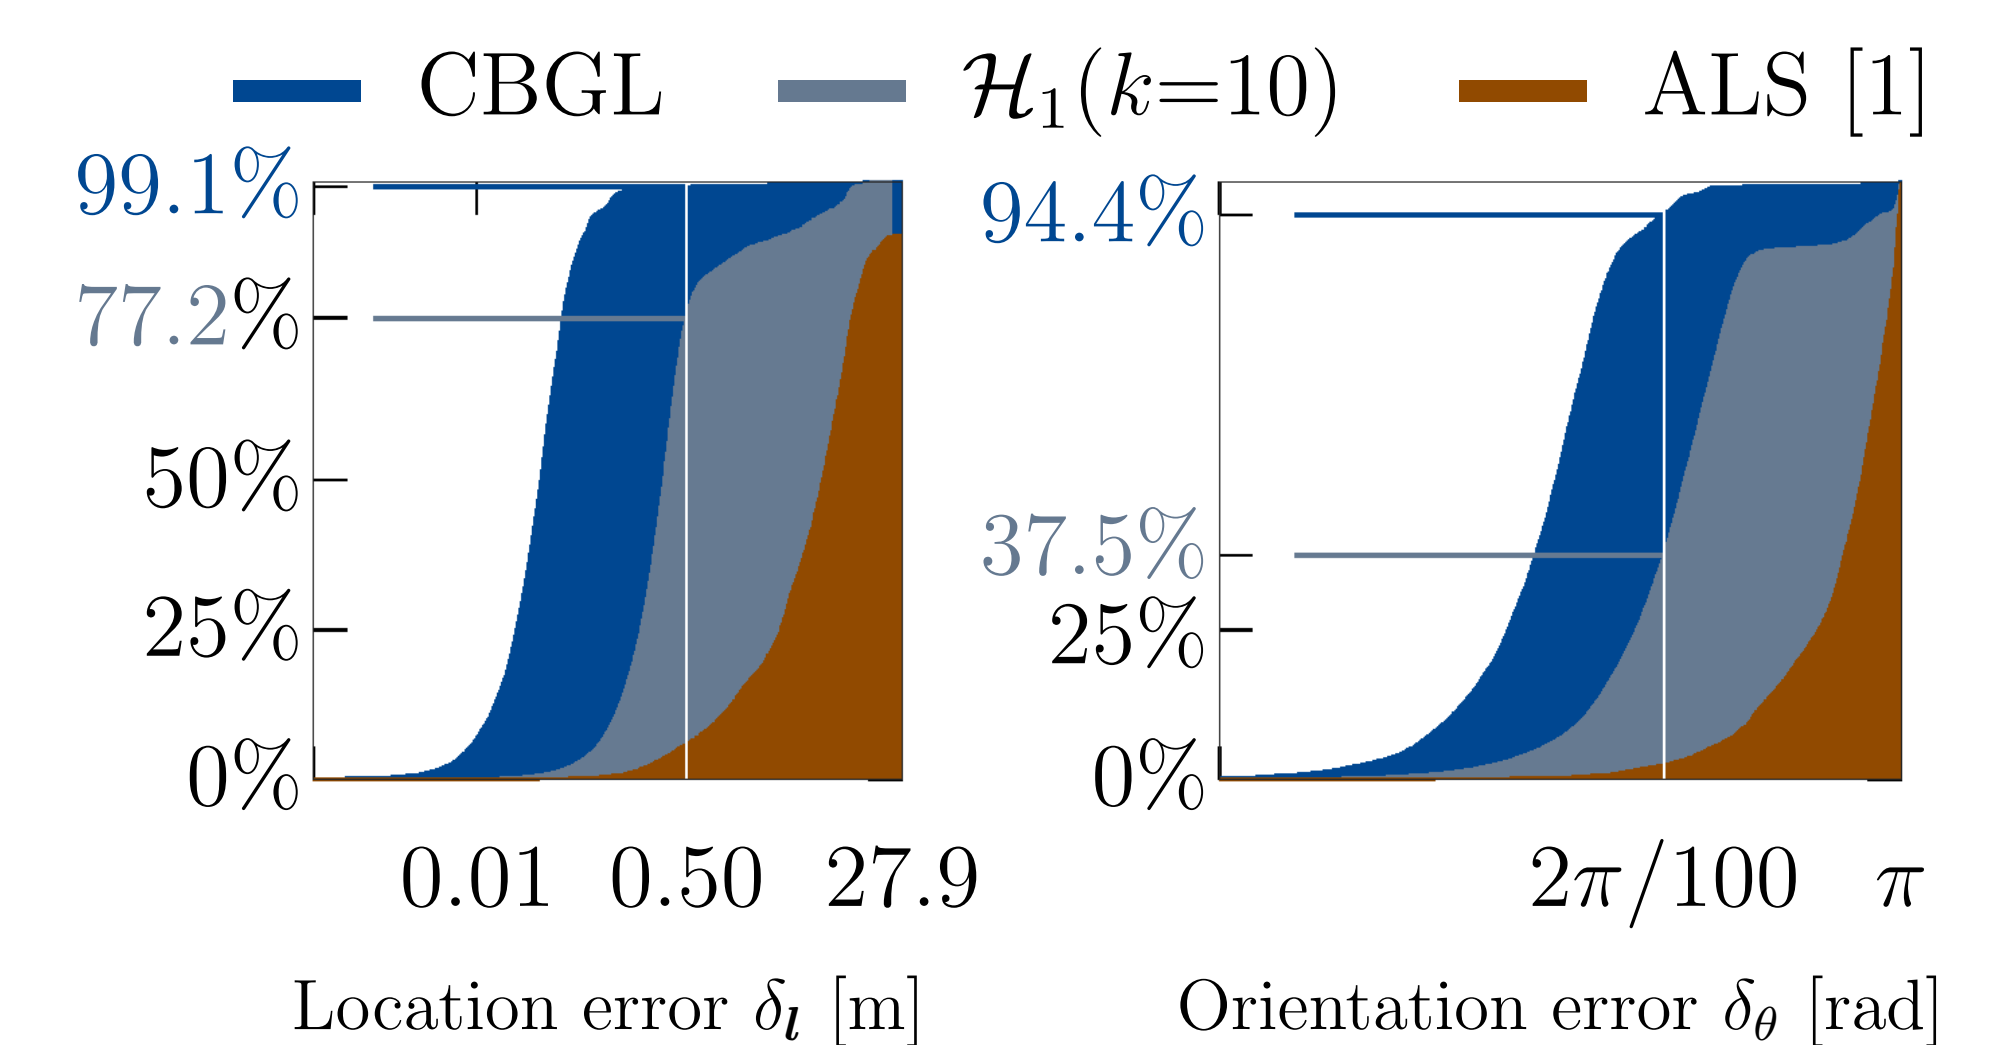 CBGL ℋ₁(k=10) ALS [1]
99.1%
77.2%
50%
25%
0%
0.01 0.50 27.9
Location error δₗ [m]
94.4%
37.5%
25%
0%
2π/100 π
Orientation error δ_θ [rad]